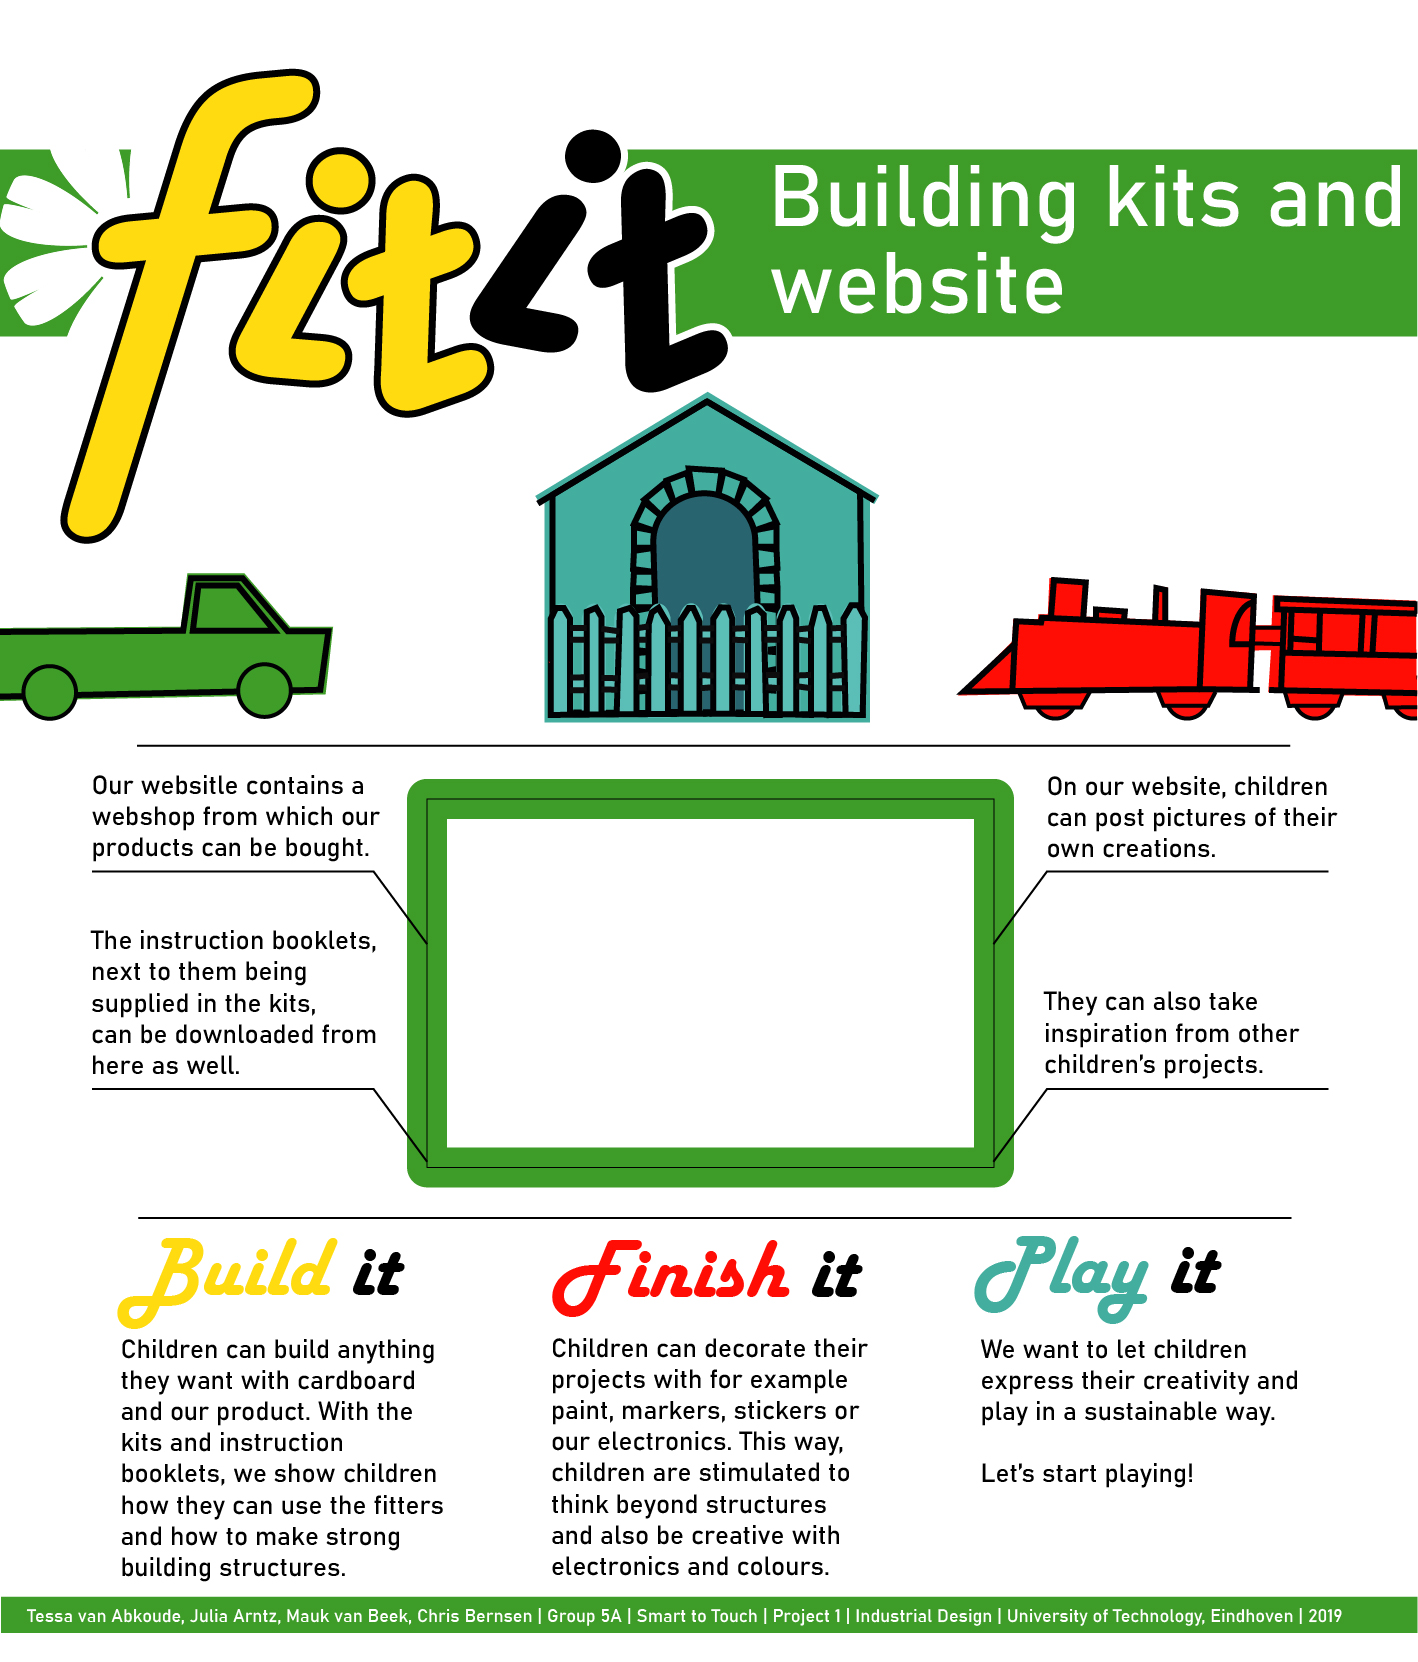 fitit
Building kits and
website
Our websitle contains a
webshop from which our
products can be bought.
The instruction booklets,
next to them being
supplied in the kits,
can be downloaded from
here as well.
On our website, children
can post pictures of their
own creations.
They can also take
inspiration from other
children's projects.
Build it
Children can build anything
they want with cardboard
and our product. With the
kits and instruction
booklets, we show children
how they can use the fitters
and how to make strong
building structures.
Finish it
Children can decorate their
projects with for example
paint, markers, stickers or
our electronics. This way,
children are stimulated to
think beyond structures
and also be creative with
electronics and colours.
Play it
We want to let children
express their creativity and
play in a sustainable way.
Let's start playing!
Tessa van Abkoude, Julia Arntz, Mauk van Beek, Chris Bernsen | Group 5A | Smart to Touch | Project 1 | Industrial Design | University of Technology, Eindhoven | 2019